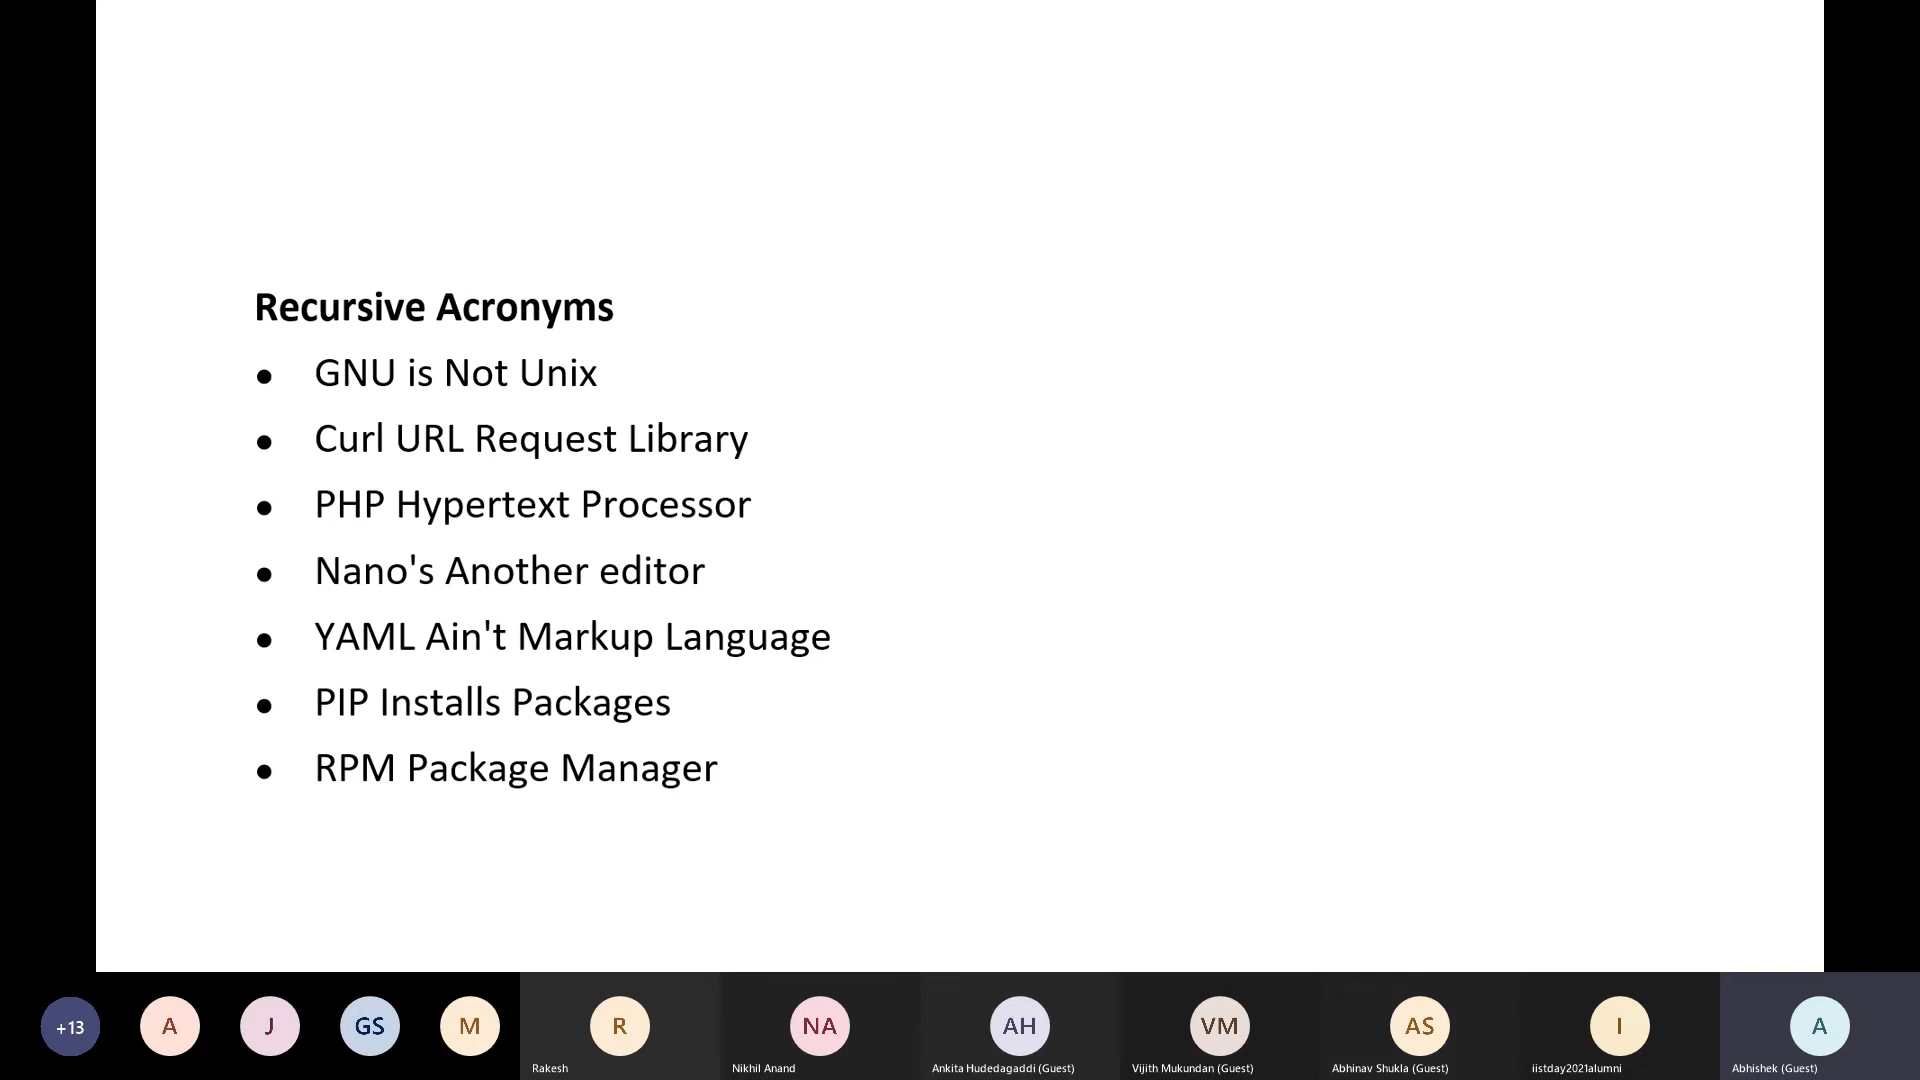 Recursive Acronyms
● GNU is Not Unix
● Curl URL Request Library
● PHP Hypertext Processor
● Nano's Another editor
● YAML Ain't Markup Language
● PIP Installs Packages
● RPM Package Manager
+13 A J GS M R NA AH VM AS I A
Rakesh Nikhil Anand Ankita Hudedagaddi (Guest) Vijith Mukundan (Guest) Abhinav Shukla (Guest) iistday2021alumni Abhishek (Guest)